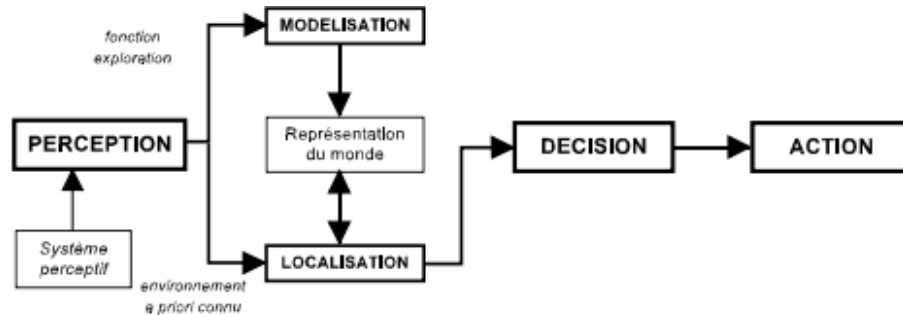 fonction
exploration
MODELISATION
PERCEPTION
Représentation
du monde
DECISION
ACTION
Système
perceptif
LOCALISATION
environnement
a priori connu